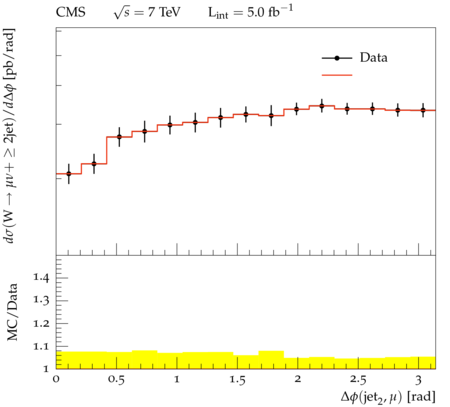 CMS √s = 7 TeV L_int = 5.0 fb⁻¹
dσ(W → μν+ ≥ 2jet)/dΔϕ [pb/rad]
Data
MC/Data
1.4
1.3
1.2
1.1
1
0 0.5 1 1.5 2 2.5 3
Δϕ(jet₂, μ) [rad]